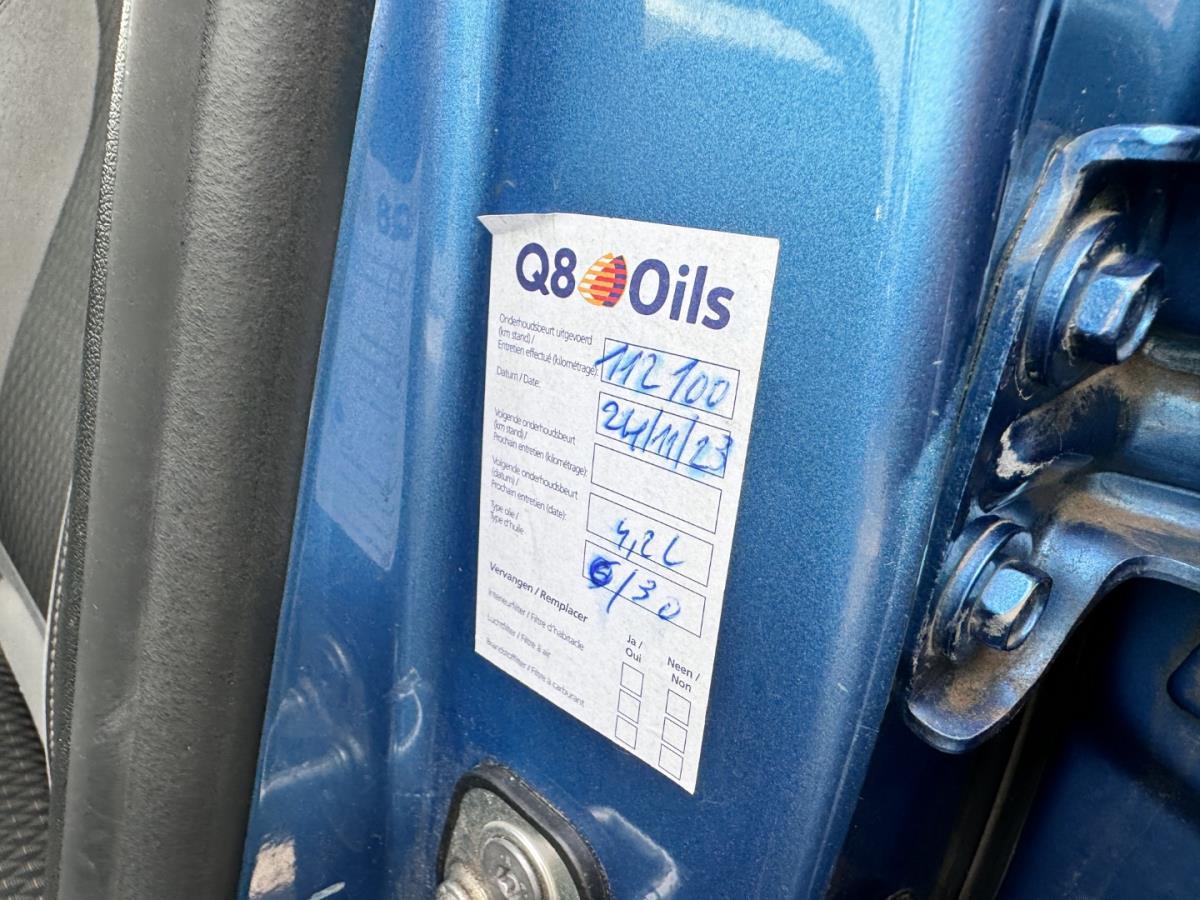 Q8 Oils
Onderhoudsbeurt uitgevoerd
(km stand) /
Entretien effectué (kilométrage):
112 100
Datum / Date:
24/11/23
Volgende onderhoudsbeurt
(km stand) /
Prochain entretien (kilométrage):
Volgende onderhoudsbeurt
(datum) /
Prochain entretien (date):
4,2L
Type olie /
Type d'huile:
/30
Vervangen / Remplacer
Ja /
Oui
Neen /
Non
Interieurfilter / Filtre d'habitacle
Luchtfilter / Filtre à air
Brandstoffilter / Filtre à carburant